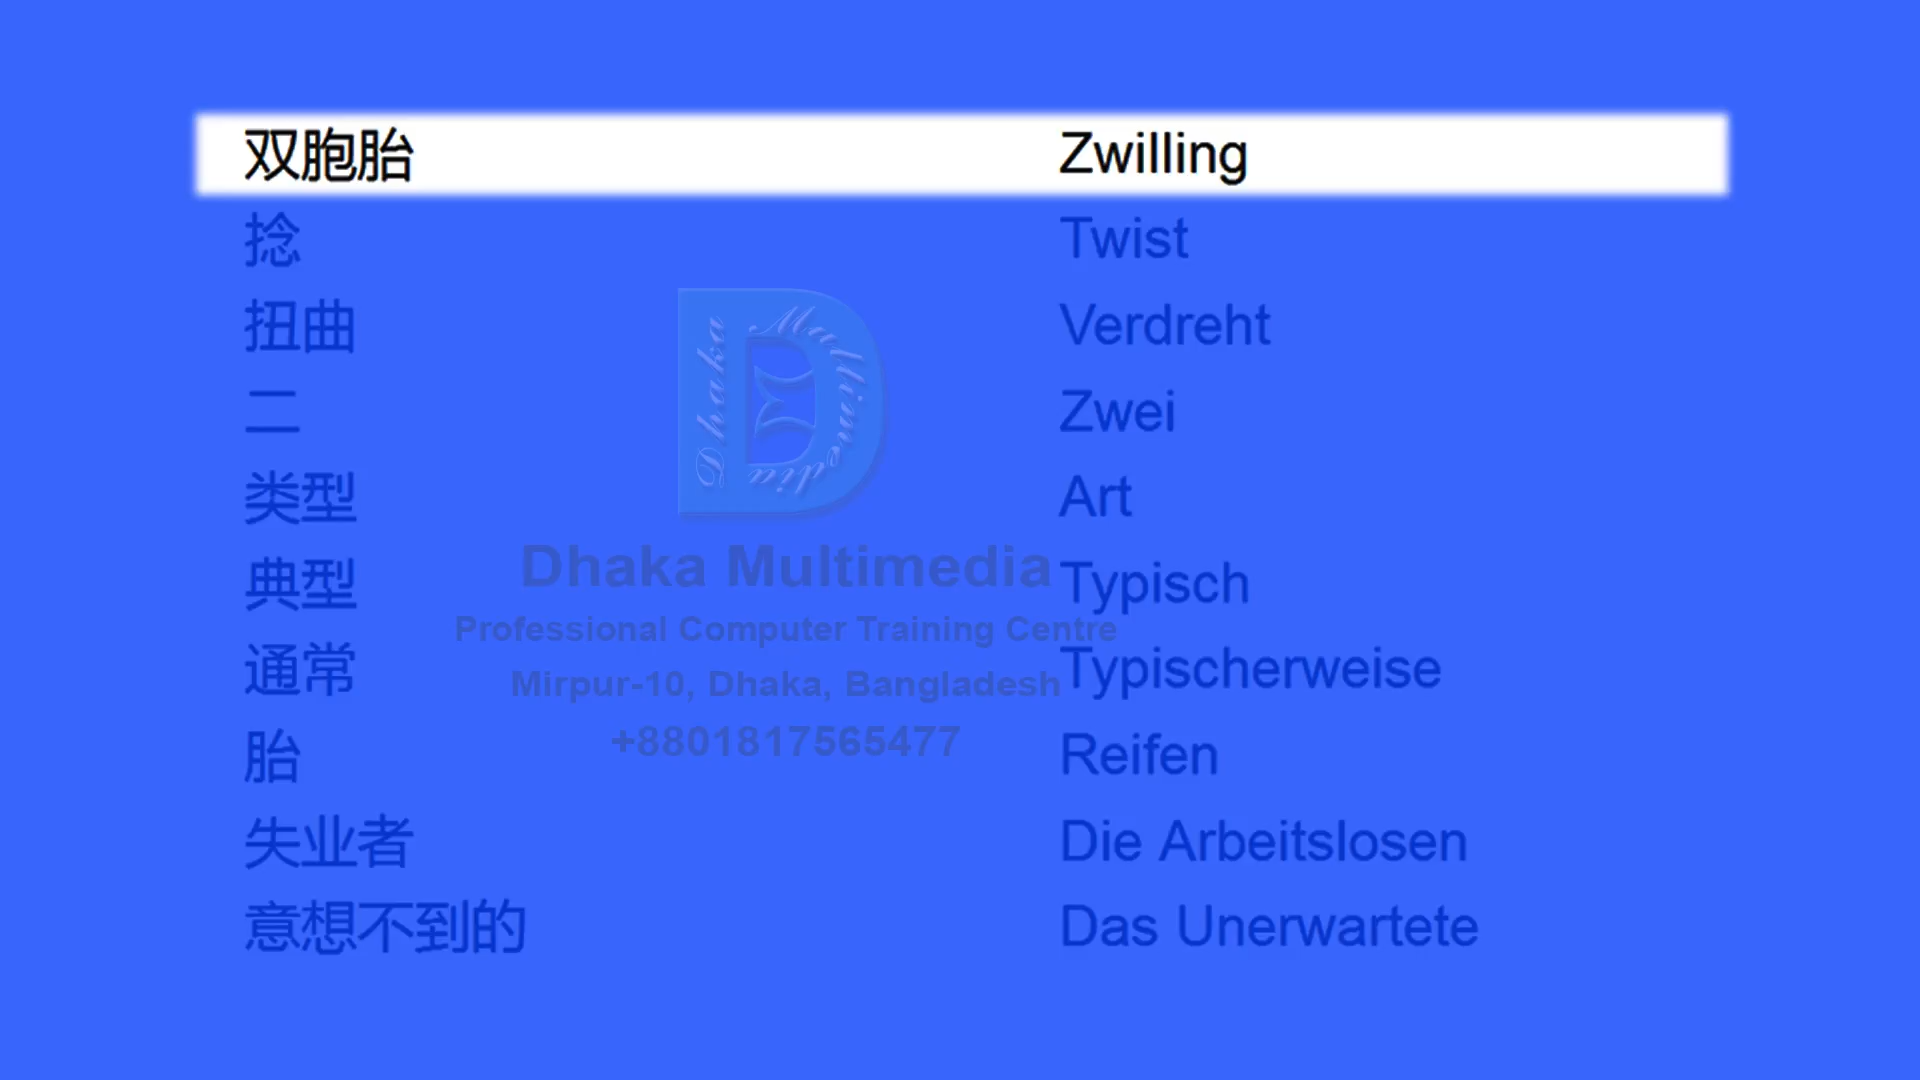 双胞胎 Zwilling
捻 Twist
扭曲 Verdreht
二 Zwei
类型 Art
典型 Typisch
通常 Typischerweise
胎 Reifen
失业者 Die Arbeitslosen
意想不到的 Das Unerwartete
Dhaka Multimedia
Dhaka Multimedia
Professional Computer Training Centre
Mirpur-10, Dhaka, Bangladesh
+8801817565477